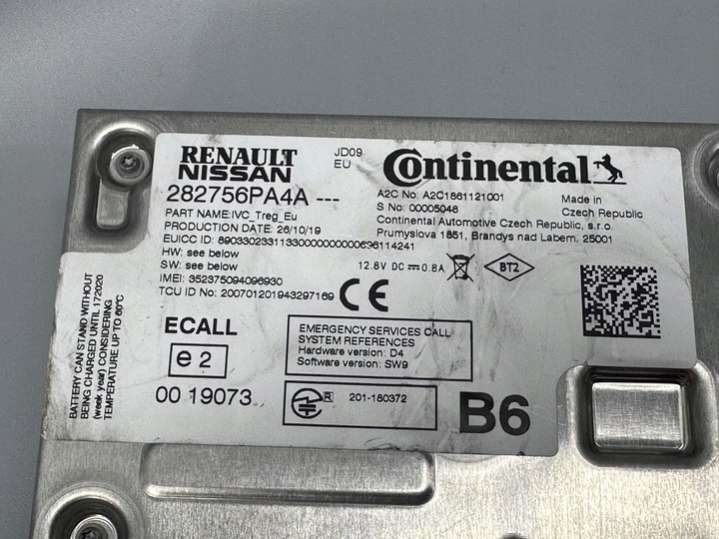 RENAULT
NISSAN
JD09
EU
Continental
282756PA4A ---
PART NAME:IVC_Treg_Eu
PRODUCTION DATE: 26/10/19
EUICC ID:
HW: see below
SW: see below
IMEI: 352375094096930
TCU ID No: 200701201943297169
A2C No: A2C1861121001
S No: 00005046
Continental Automotive Czech Republic, s.r.o.
Prumyslova 1851, Brandys nad Labem, 25001
Made in
Czech Republic
12.8V DC ⎓ 0.8A
BT2
CE
ECALL
e2
00 19073
EMERGENCY SERVICES CALL
SYSTEM REFERENCES
Hardware version: D4
Software version: SW9
R
201-180372
B6
BATTERY CAN STAND WITHOUT
BEING CHARGED UNTIL 172020
(week year) CONSIDERING
TEMPERATURE UP TO 60°C